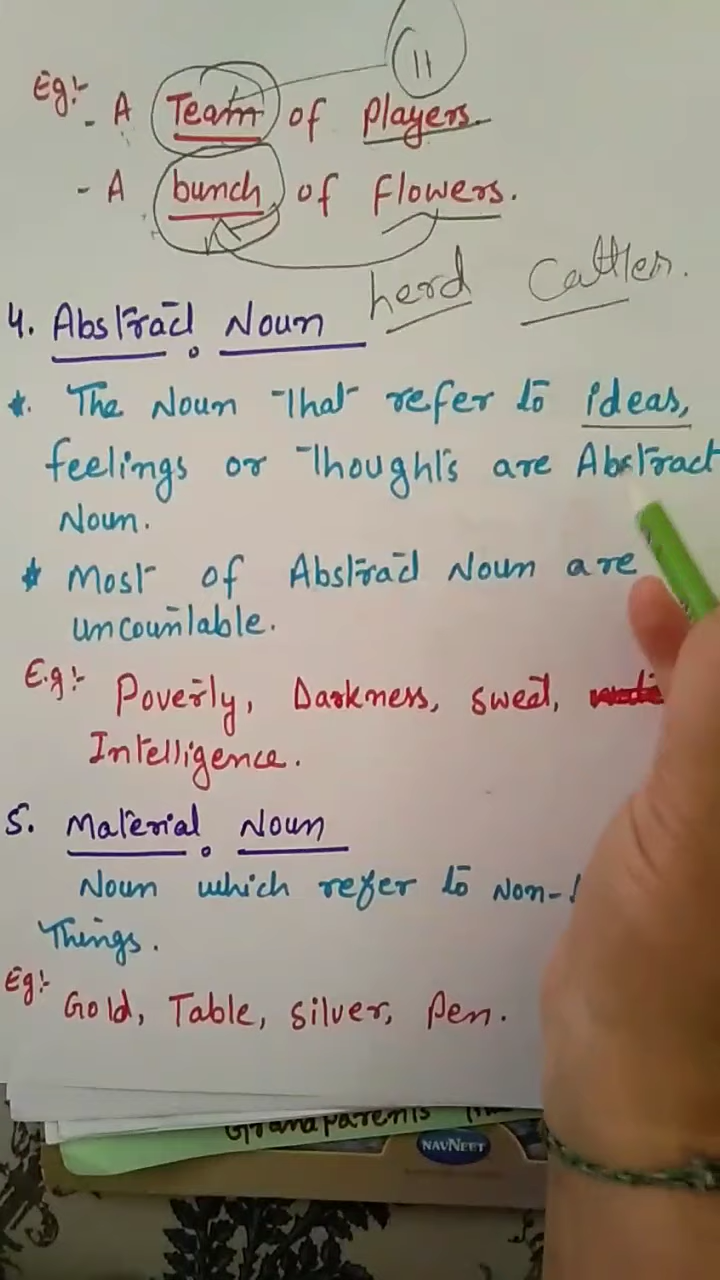 Eg:-
- A Team of Players.
11
- A bunch of Flowers.
herd Cattles.
4. Abstract Noun
*. The Noun That refer to ideas,
feelings or Thoughts are Abstract
Noun.
* Most of Abstract Noun are
uncountable.
E.g:- Poverty, Darkness, sweet,
Intelligence.
5. Material Noun
Noun which refer to Non-
Things.
Eg:-
Gold, Table, silver, Pen.
Grandparents
NAVNEET